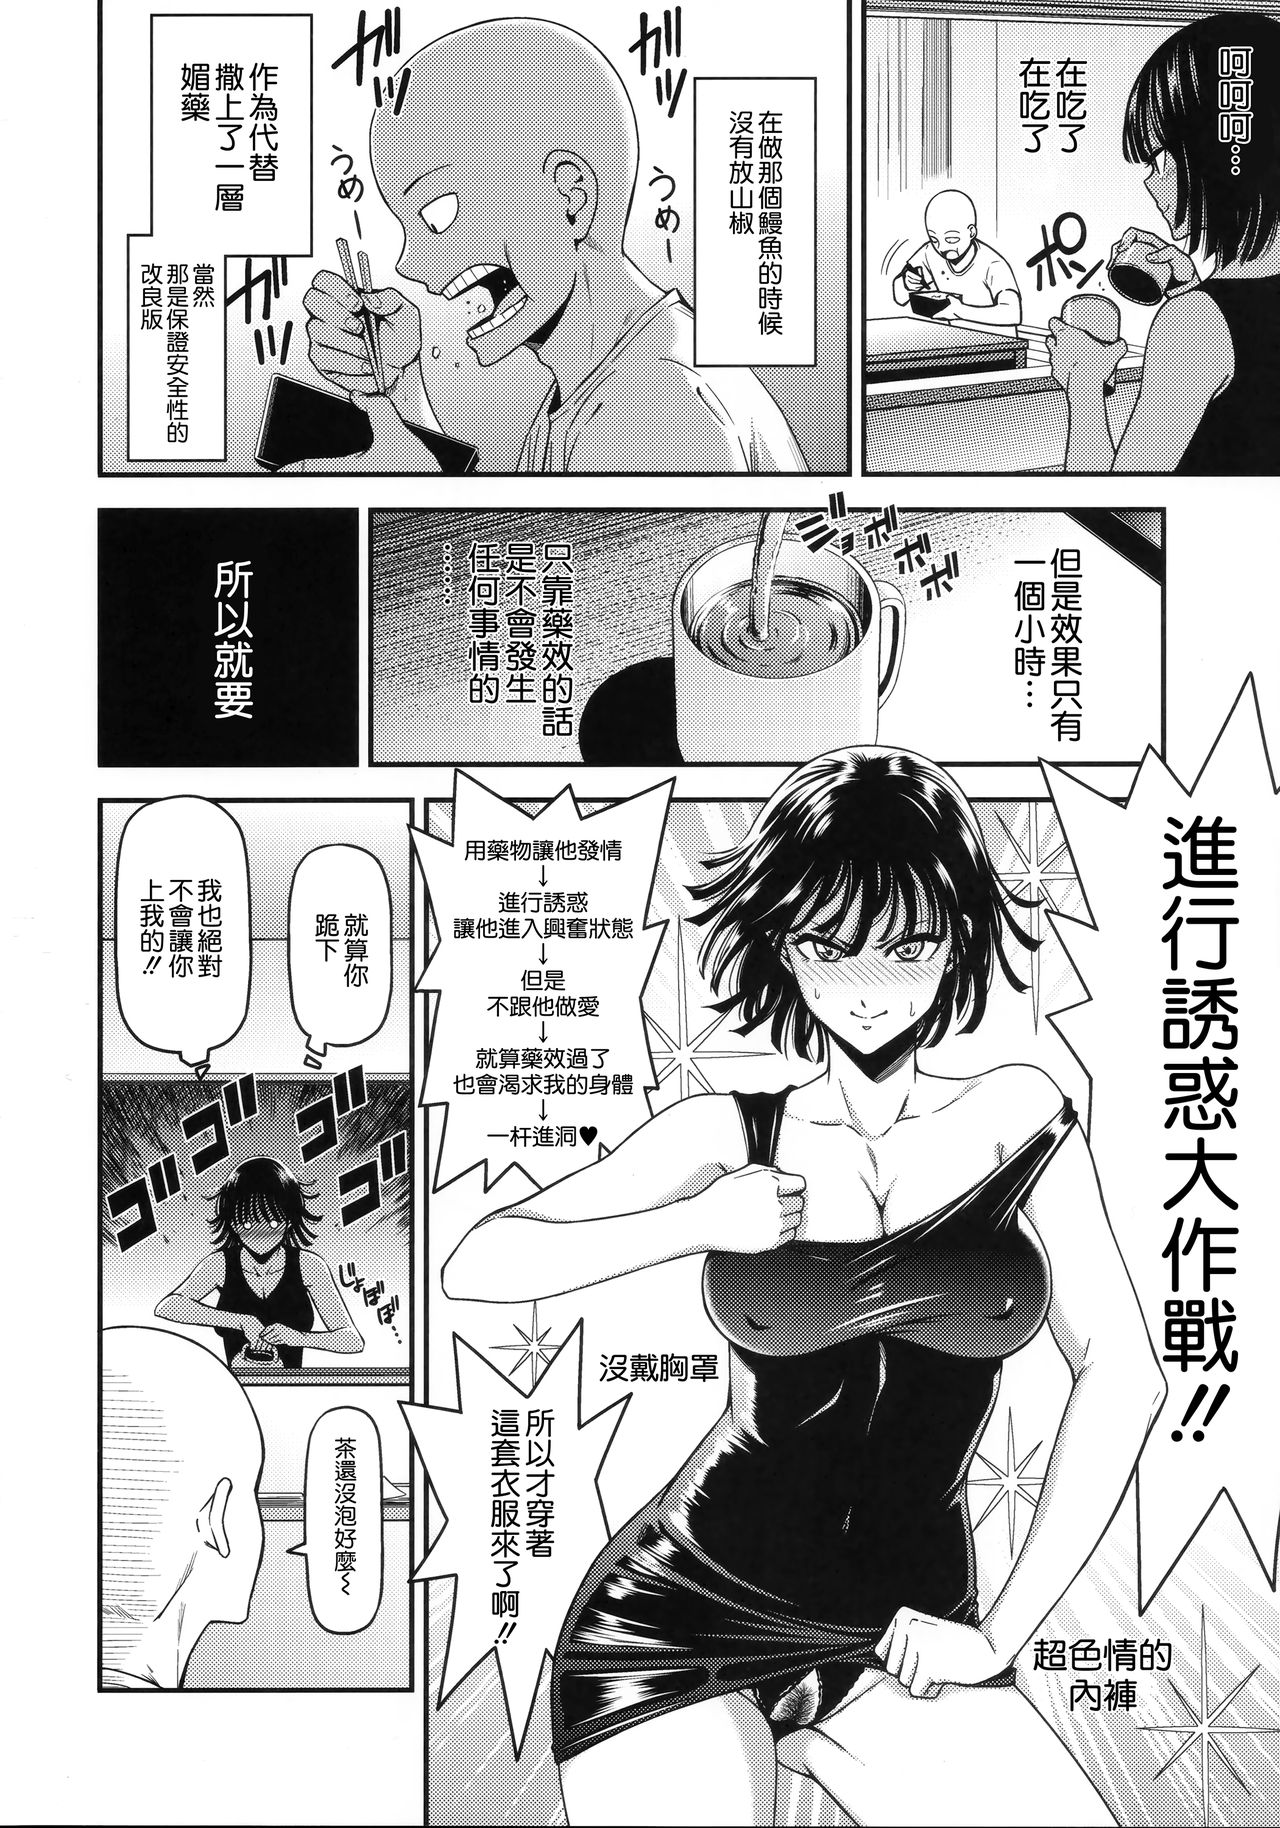 呵呵呵…
在吃了
在吃了
ポン
在做那個鰻魚的時候
沒有放山椒
ガッ
ガッ
うめー
うめー
ガッ
作為代替
撒上了一層
媚藥
當然
那是保證安全性的
改良版
但是效果只有
一個小時…
ジョボボボ
只靠藥效的話
是不會發生
任何事情的
……
所以就要
進行誘惑大作戰!!
用藥物讓他發情
↓
進行誘惑
讓他進入興奮狀態
↓
但是
不跟他做愛
↓
就算藥效過了
也會渴求我的身體
↓
一杆進洞♥
沒戴胸罩
所以才穿著
這套衣服來了啊!!
超色情的
內褲
就算你
跪下
我也絕對
不會讓你
上我的!!
ゴゴゴ
ゴゴゴ
じょぼぼぼ…
茶還沒泡好麼~